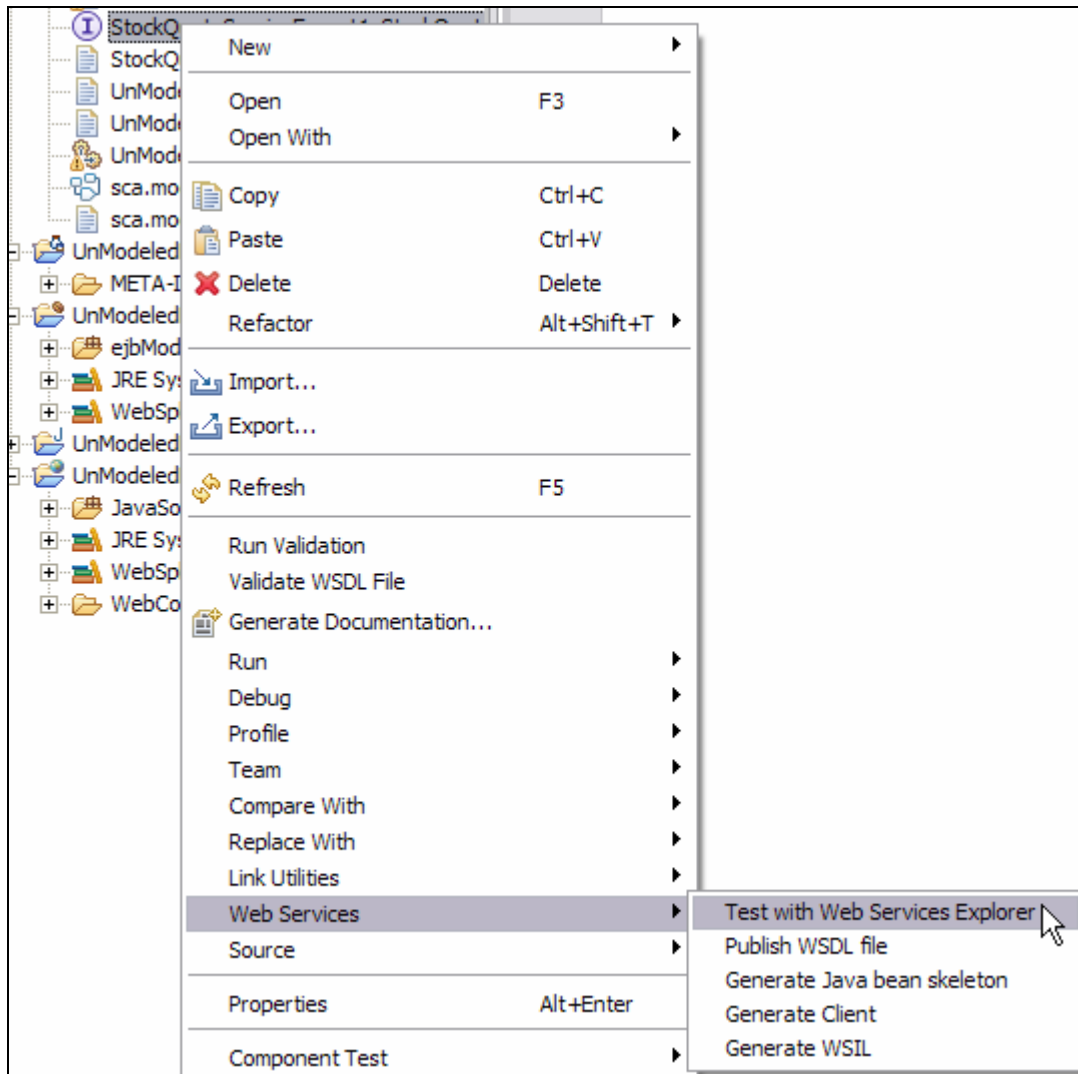 StockQ
New
StockQ
UnMode
Open F3
UnMode
Open With
UnMode
sca.mo
Copy Ctrl+C
sca.mo
Paste Ctrl+V
UnModeled
META-I
Delete Delete
UnModeled
Refactor Alt+Shift+T
ejbMod
JRE Sys
Import...
WebSp
Export...
UnModeled
UnModeled
Refresh F5
JavaSo
JRE Sys
Run Validation
WebSp
Validate WSDL File
WebCo
Generate Documentation...
Run
Debug
Profile
Team
Compare With
Replace With
Link Utilities
Web Services
Test with Web Services Explorer
Publish WSDL file
Source
Generate Java bean skeleton
Properties Alt+Enter
Generate Client
Generate WSIL
Component Test